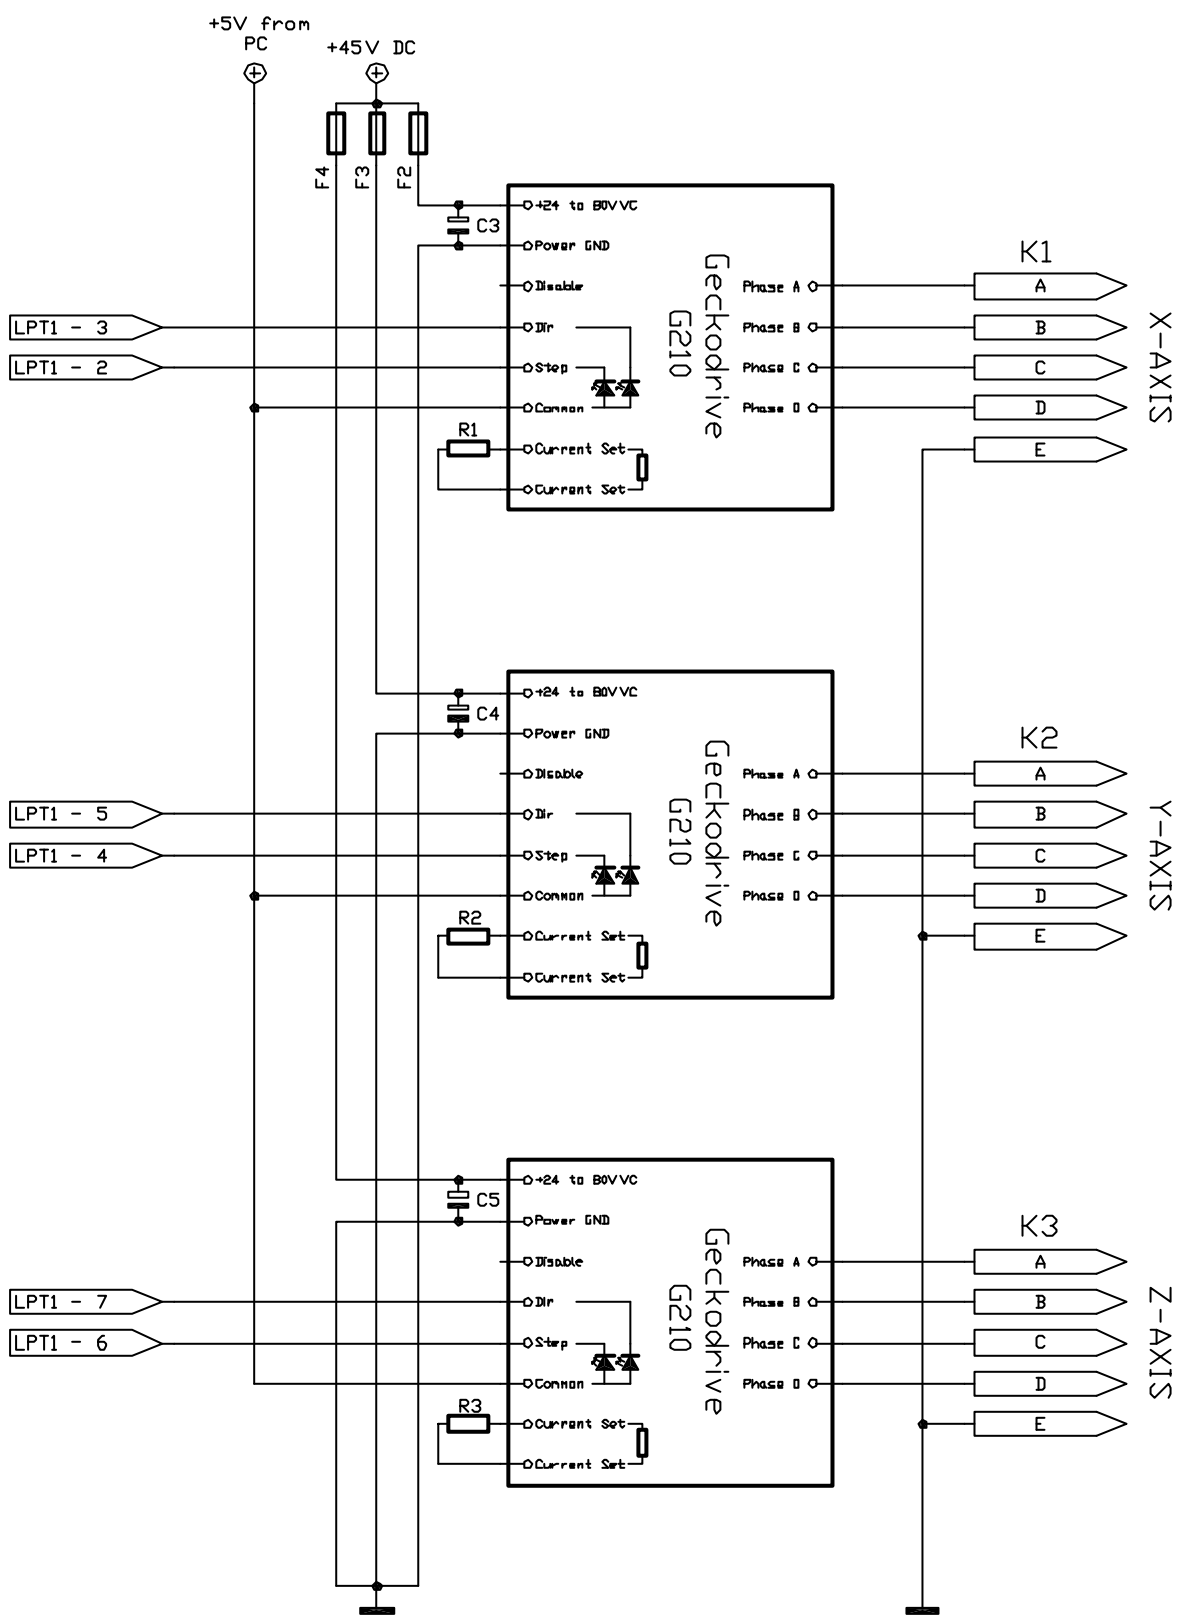 +5V from
PC
+45V DC
F4
F3
F2
+24 to 80VVC
C3
Power GND
Disable
Dir
Step
Common
Current Set
Current Set
R1
Geckodrive
G210
Phase A
Phase B
Phase C
Phase D
LPT1 - 3
LPT1 - 2
K1
A
B
C
D
E
X-AXIS
+24 to 80VVC
C4
Power GND
Disable
Dir
Step
Common
Current Set
Current Set
R2
Geckodrive
G210
Phase A
Phase B
Phase C
Phase D
LPT1 - 5
LPT1 - 4
K2
A
B
C
D
E
Y-AXIS
+24 to 80VVC
C5
Power GND
Disable
Dir
Step
Common
Current Set
Current Set
R3
Geckodrive
G210
Phase A
Phase B
Phase C
Phase D
LPT1 - 7
LPT1 - 6
K3
A
B
C
D
E
Z-AXIS